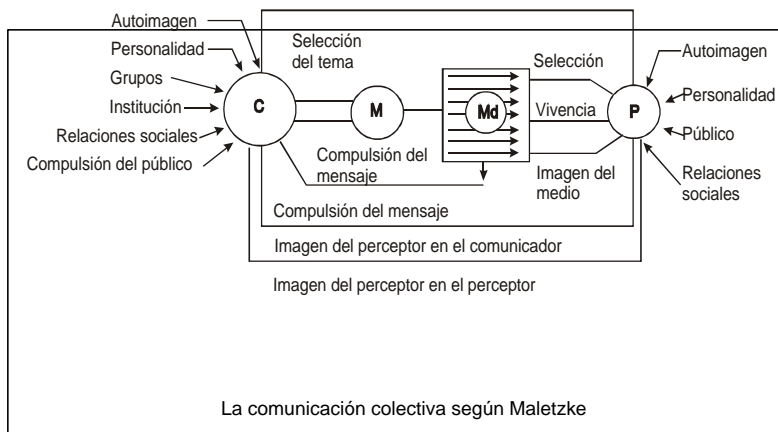 Autoimagen
Personalidad
Grupos
Institución
Relaciones sociales
Compulsión del público
Selección
del tema
C
M
Md
P
Compulsión del
mensaje
Selección
Vivencia
Imagen del
medio
Autoimagen
Personalidad
Público
Relaciones
sociales
Compulsión del mensaje
Imagen del perceptor en el comunicador
Imagen del perceptor en el perceptor
La comunicación colectiva según Maletzke